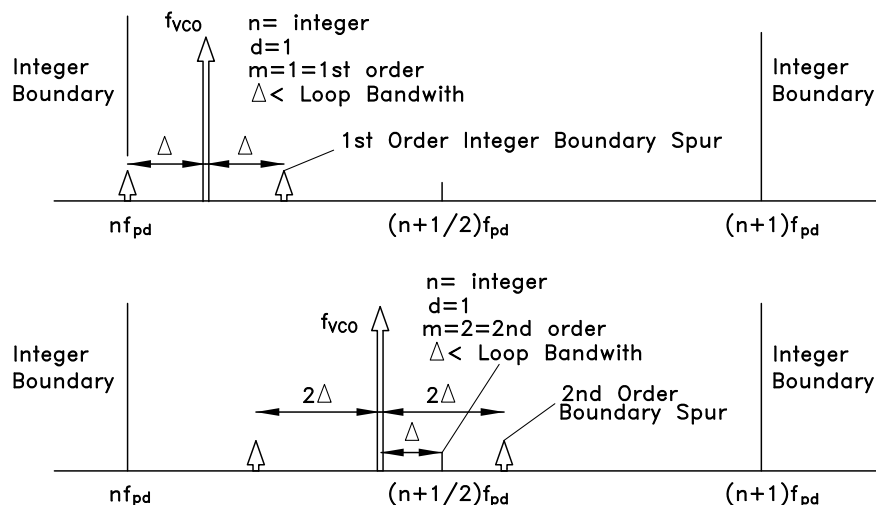 fVCO
n= integer
d=1
m=1=1st order
Δ< Loop Bandwith
Integer
Boundary
Integer
Boundary
Δ
Δ
1st Order Integer Boundary Spur
nfpd
(n+1/2)fpd
(n+1)fpd
n= integer
d=1
m=2=2nd order
Δ< Loop Bandwith
fVCO
Integer
Boundary
Integer
Boundary
2Δ
2Δ
2nd Order
Boundary Spur
Δ
nfpd
(n+1/2)fpd
(n+1)fpd